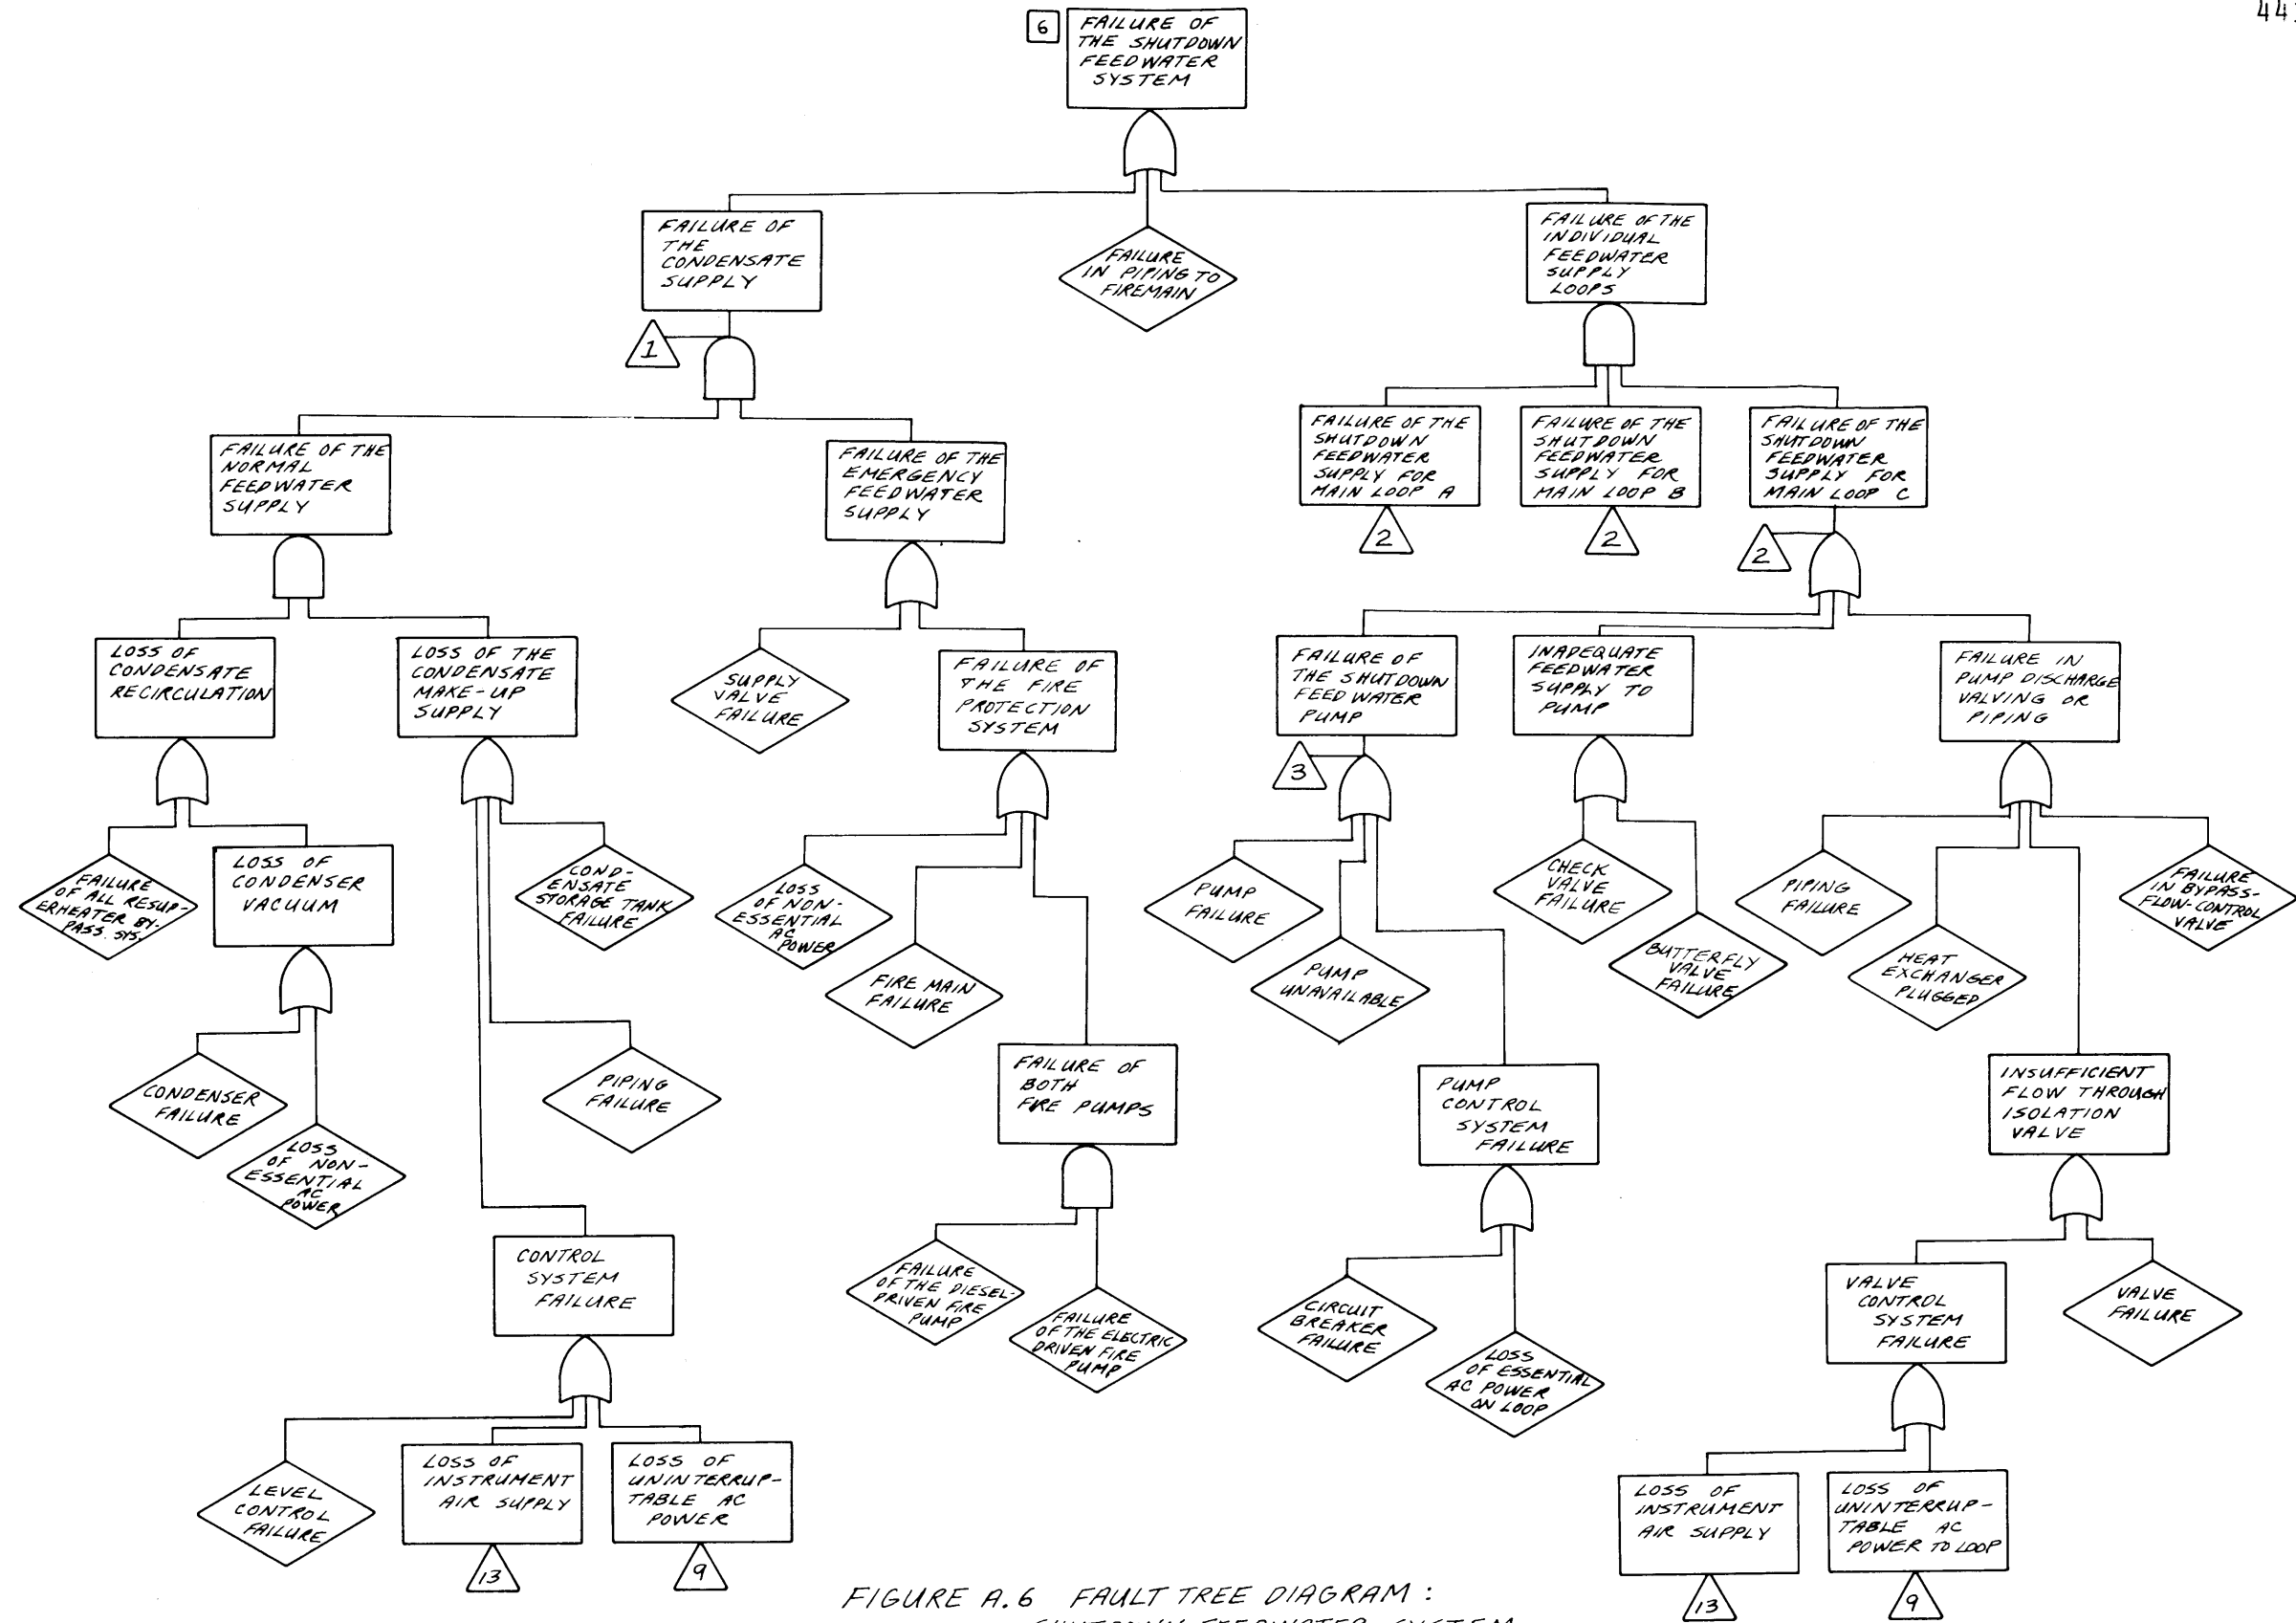 44
6
FAILURE OF
THE SHUTDOWN
FEEDWATER
SYSTEM
FAILURE OF
THE
CONDENSATE
SUPPLY
FAILURE
IN PIPING TO
FIREMAIN
FAILURE OF THE
INDIVIDUAL
FEEDWATER
SUPPLY
LOOPS
1
FAILURE OF THE
NORMAL
FEEDWATER
SUPPLY
FAILURE OF THE
EMERGENCY
FEEDWATER
SUPPLY
FAILURE OF THE
SHUTDOWN
FEEDWATER
SUPPLY FOR
MAIN LOOP A
2
FAILURE OF THE
SHUTDOWN
FEEDWATER
SUPPLY FOR
MAIN LOOP B
2
FAILURE OF THE
SHUTDOWN
FEEDWATER
SUPPLY FOR
MAIN LOOP C
2
LOSS OF
CONDENSATE
RECIRCULATION
LOSS OF THE
CONDENSATE
MAKE-UP
SUPPLY
SUPPLY
VALVE
FAILURE
FAILURE OF
THE FIRE
PROTECTION
SYSTEM
FAILURE OF
THE SHUTDOWN
FEED WATER
PUMP
3
INADEQUATE
FEEDWATER
SUPPLY TO
PUMP
FAILURE IN
PUMP DISCHARGE
VALVING OR
PIPING
FAILURE
OF ALL RESUP-
ERHEATER BY-
PASS. SYS.
LOSS OF
CONDENSER
VACUUM
COND-
ENSATE
STORAGE TANK
FAILURE
LOSS
OF NON-
ESSENTIAL
AC
POWER
FIRE MAIN
FAILURE
PUMP
FAILURE
PUMP
UNAVAILABLE
CHECK
VALVE
FAILURE
BUTTERFLY
VALVE
FAILURE
PIPING
FAILURE
HEAT
EXCHANGER
PLUGGED
FAILURE
IN BYPASS-
FLOW-CONTROL
VALVE
CONDENSER
FAILURE
LOSS
OF NON-
ESSENTIAL
AC
POWER
PIPING
FAILURE
FAILURE OF
BOTH
FIRE PUMPS
PUMP
CONTROL
SYSTEM
FAILURE
INSUFFICIENT
FLOW THROUGH
ISOLATION
VALVE
CONTROL
SYSTEM
FAILURE
FAILURE
OF THE DIESEL-
DRIVEN FIRE
PUMP
FAILURE
OF THE ELECTRIC
DRIVEN FIRE
PUMP
CIRCUIT
BREAKER
FAILURE
LOSS
OF ESSENTIAL
AC POWER
ON LOOP
VALVE
CONTROL
SYSTEM
FAILURE
VALVE
FAILURE
LEVEL
CONTROL
FAILURE
LOSS OF
INSTRUMENT
AIR SUPPLY
13
LOSS OF
UNINTERRUP-
TABLE AC
POWER
9
LOSS OF
INSTRUMENT
AIR SUPPLY
13
LOSS OF
UNINTERRUP-
TABLE AC
POWER TO LOOP
9
FIGURE A.6 FAULT TREE DIAGRAM:
SHUTDOWN FEEDWATER SYSTEM